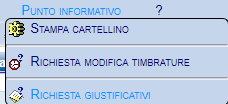 Punto informativo ?
Stampa cartellino
Richiesta modifica timbrature
Richiesta giustificativi